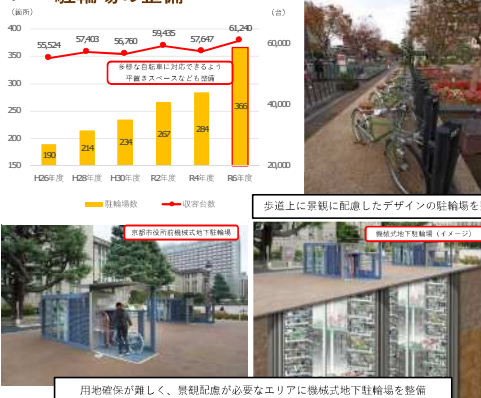 駐輪場の整備
(箇所)
(台)
400
350
300
250
200
150
60,000
40,000
20,000
55,524
57,403
56,760
59,435
57,647
61,240
多様な自転車に対応できるよう
平置きスペースなども整備
190
214
234
267
284
366
H26年度
H28年度
H30年度
R2年度
R4年度
R6年度
駐輪場数
収容台数
歩道上に景観に配慮したデザインの駐輪場を
京都市役所前機械式地下駐輪場
機械式地下駐輪場(イメージ)
用地確保が難しく、景観配慮が必要なエリアに機械式地下駐輪場を整備